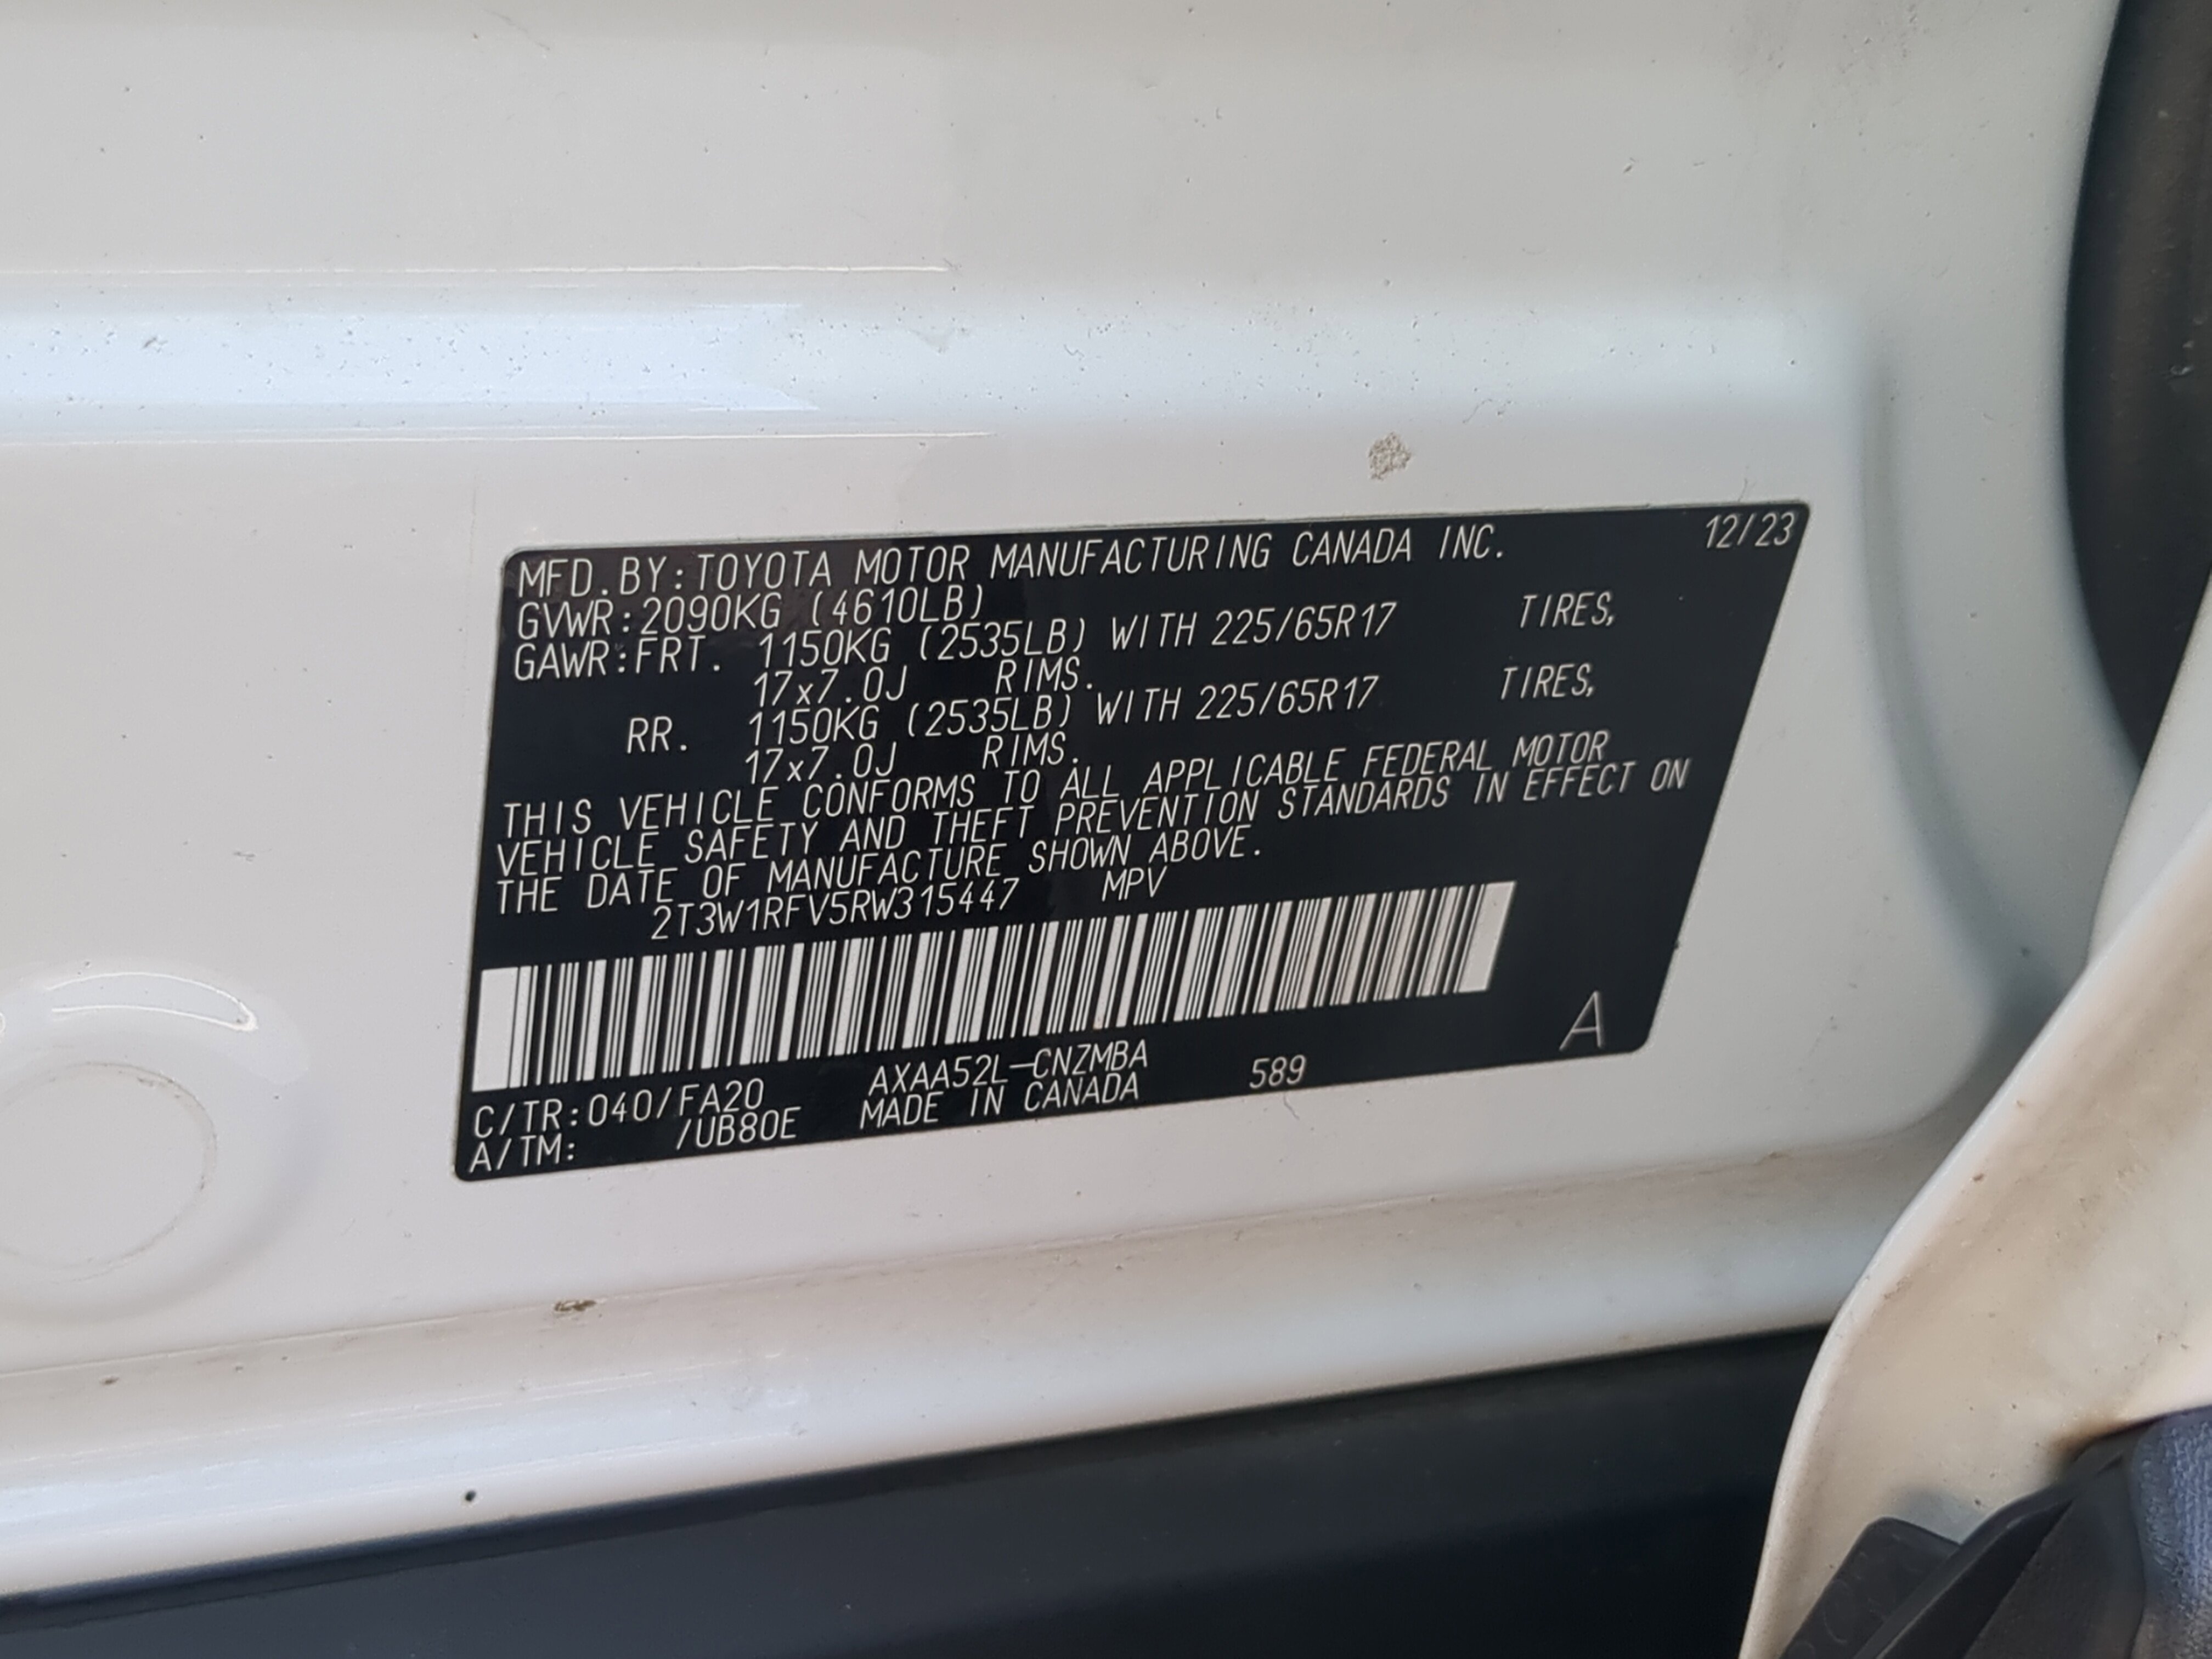 MFD.BY:TOYOTA MOTOR MANUFACTURING CANADA INC. 12/23
GVWR:2090KG (4610LB)
GAWR:FRT. 1150KG (2535LB) WITH 225/65R17 TIRES,
17x7.0J RIMS.
RR. 1150KG (2535LB) WITH 225/65R17 TIRES,
17x7.0J RIMS.
THIS VEHICLE CONFORMS TO ALL APPLICABLE FEDERAL MOTOR
VEHICLE SAFETY AND THEFT PREVENTION STANDARDS IN EFFECT ON
THE DATE OF MANUFACTURE SHOWN ABOVE.
2T3W1RFV5RW315447 MPV
A
C/TR:040/FA20 AXAA52L-CNZMBA 589
A/TM: /UB80E MADE IN CANADA